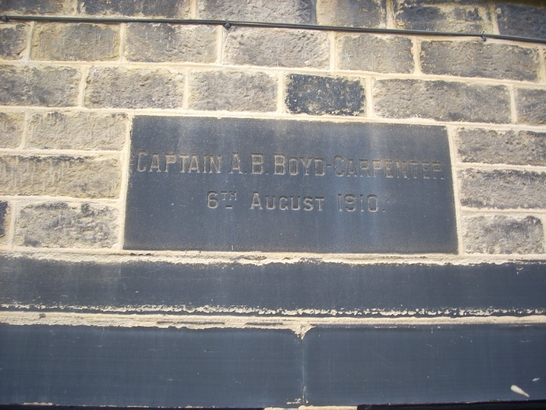 CAPTAIN A. B. BOYD-CARPENTER.
6TH AUGUST 1910.